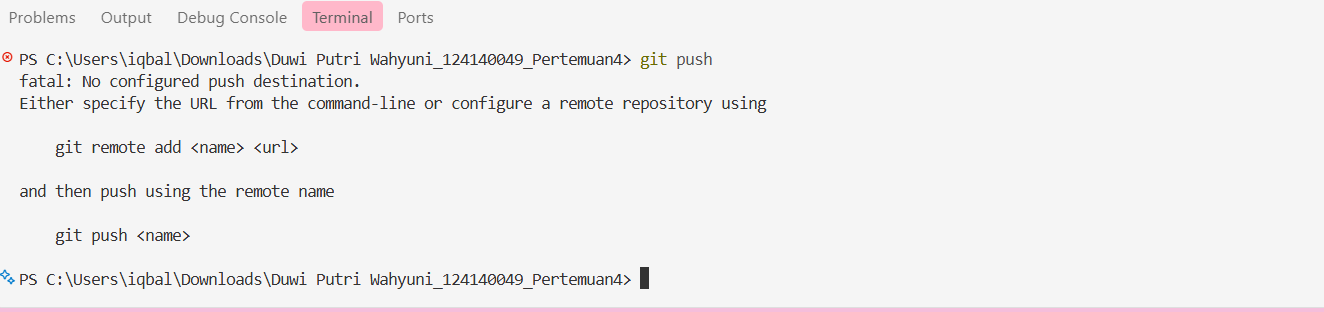 Problems Output Debug Console Terminal Ports
PS C:\Users\iqbal\Downloads\Duwi Putri Wahyuni_124140049_Pertemuan4> git push
fatal: No configured push destination.
Either specify the URL from the command-line or configure a remote repository using
git remote add <name> <url>
and then push using the remote name
git push <name>
PS C:\Users\iqbal\Downloads\Duwi Putri Wahyuni_124140049_Pertemuan4>